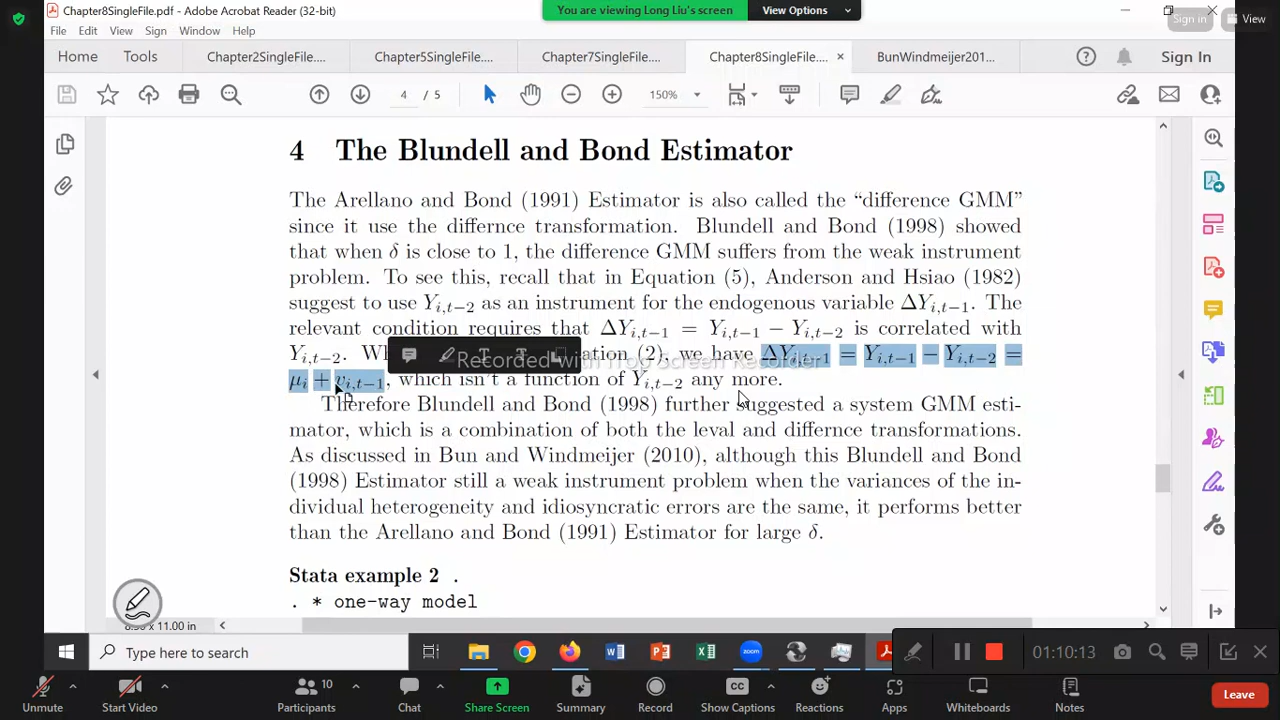 Chapter8SingleFile.pdf - Adobe Acrobat Reader (32-bit)
You are viewing Long Liu's screen
View Options
Sign in
View
File Edit View Sign Window Help
Home
Tools
Chapter2SingleFile....
Chapter5SingleFile....
Chapter7SingleFile....
Chapter8SingleFile.... ×
BunWindmeijer201...
Sign In
4 / 5
150%
4 The Blundell and Bond Estimator
The Arellano and Bond (1991) Estimator is also called the “difference GMM”
since it use the differnce transformation. Blundell and Bond (1998) showed
that when δ is close to 1, the difference GMM suffers from the weak instrument
problem. To see this, recall that in Equation (5), Anderson and Hsiao (1982)
suggest to use Y_{i,t−2} as an instrument for the endogenous variable ΔY_{i,t−1}. The
relevant condition requires that ΔY_{i,t−1} = Y_{i,t−1} − Y_{i,t−2} is correlated with
Y_{i,t−2}. (2), we have ΔY_{i,t−1} = Y_{i,t−1} − Y_{i,t−2} =
μ_i + v_{i,t−1}, which isn't a function of Y_{i,t−2} any more.
Recorded with iTop Screen Recorder
Therefore Blundell and Bond (1998) further suggested a system GMM esti-
mator, which is a combination of both the leval and differnce transformations.
As discussed in Bun and Windmeijer (2010), although this Blundell and Bond
(1998) Estimator still a weak instrument problem when the variances of the in-
dividual heterogeneity and idiosyncratic errors are the same, it performs better
than the Arellano and Bond (1991) Estimator for large δ.
Stata example 2 .
. * one-way model
8.50 x 11.00 in
Type here to search
01:10:13
Unmute
Start Video
10
Participants
Chat
Share Screen
Summary
Record
Show Captions
Reactions
Apps
Whiteboards
Notes
Leave